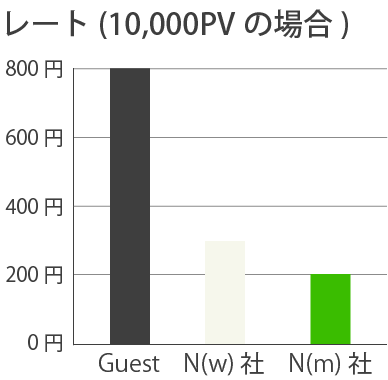 レート (10,000PV の場合 )
800 円
600 円
400 円
200 円
0 円
Guest N(w) 社 N(m) 社